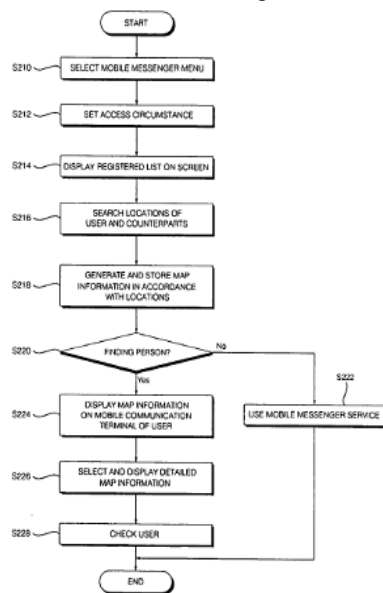 START
S210
SELECT MOBILE MESSENGER MENU
S212
SET ACCESS CIRCUMSTANCE
S214
DISPLAY REGISTERED LIST ON SCREEN
S216
SEARCH LOCATIONS
OF
USER AND COUNTERPARTS
S218
GENERATE AND STORE MAP
INFORMATION IN ACCORDANCE
WITH LOCATIONS
S220
FINDING PERSON?
No
Yes
S222
USE MOBILE MESSENGER SERVICE
S224
DISPLAY MAP INFORMATION
ON MOBILE COMMUNICATION
TERMINAL OF USER
S226
SELECT AND DISPLAY DETAILED
MAP INFORMATION
S228
CHECK USER
END